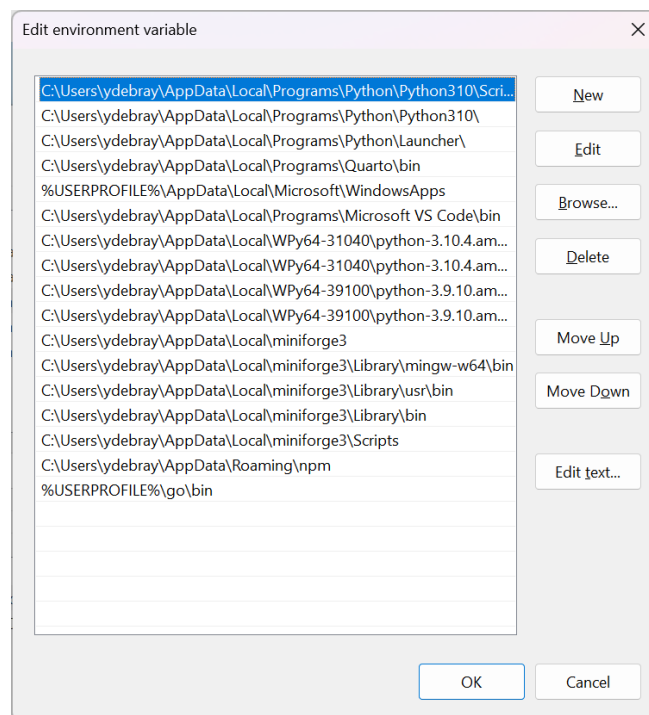 Edit environment variable
C:\Users\ydebray\AppData\Local\Programs\Python\Python310\Scri...
New
C:\Users\ydebray\AppData\Local\Programs\Python\Python310\
C:\Users\ydebray\AppData\Local\Programs\Python\Launcher\
Edit
C:\Users\ydebray\AppData\Local\Programs\Quarto\bin
%USERPROFILE%\AppData\Local\Microsoft\WindowsApps
Browse...
C:\Users\ydebray\AppData\Local\Programs\Microsoft VS Code\bin
C:\Users\ydebray\AppData\Local\WPy64-31040\python-3.10.4.am...
Delete
C:\Users\ydebray\AppData\Local\WPy64-31040\python-3.10.4.am...
C:\Users\ydebray\AppData\Local\WPy64-39100\python-3.9.10.am...
C:\Users\ydebray\AppData\Local\WPy64-39100\python-3.9.10.am...
Move Up
C:\Users\ydebray\AppData\Local\miniforge3
C:\Users\ydebray\AppData\Local\miniforge3\Library\mingw-w64\bin
Move Down
C:\Users\ydebray\AppData\Local\miniforge3\Library\usr\bin
C:\Users\ydebray\AppData\Local\miniforge3\Library\bin
C:\Users\ydebray\AppData\Local\miniforge3\Scripts
C:\Users\ydebray\AppData\Roaming\npm
Edit text...
%USERPROFILE%\go\bin
OK
Cancel